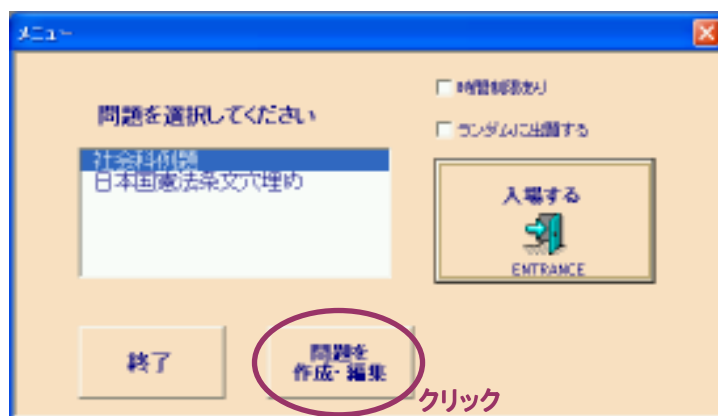 メニュー
時間制限あり
問題を選択してください
ランダムに出題する
社会科例題
日本国憲法条文穴埋め
入場する
ENTRANCE
終了
問題を
作成・編集
クリック